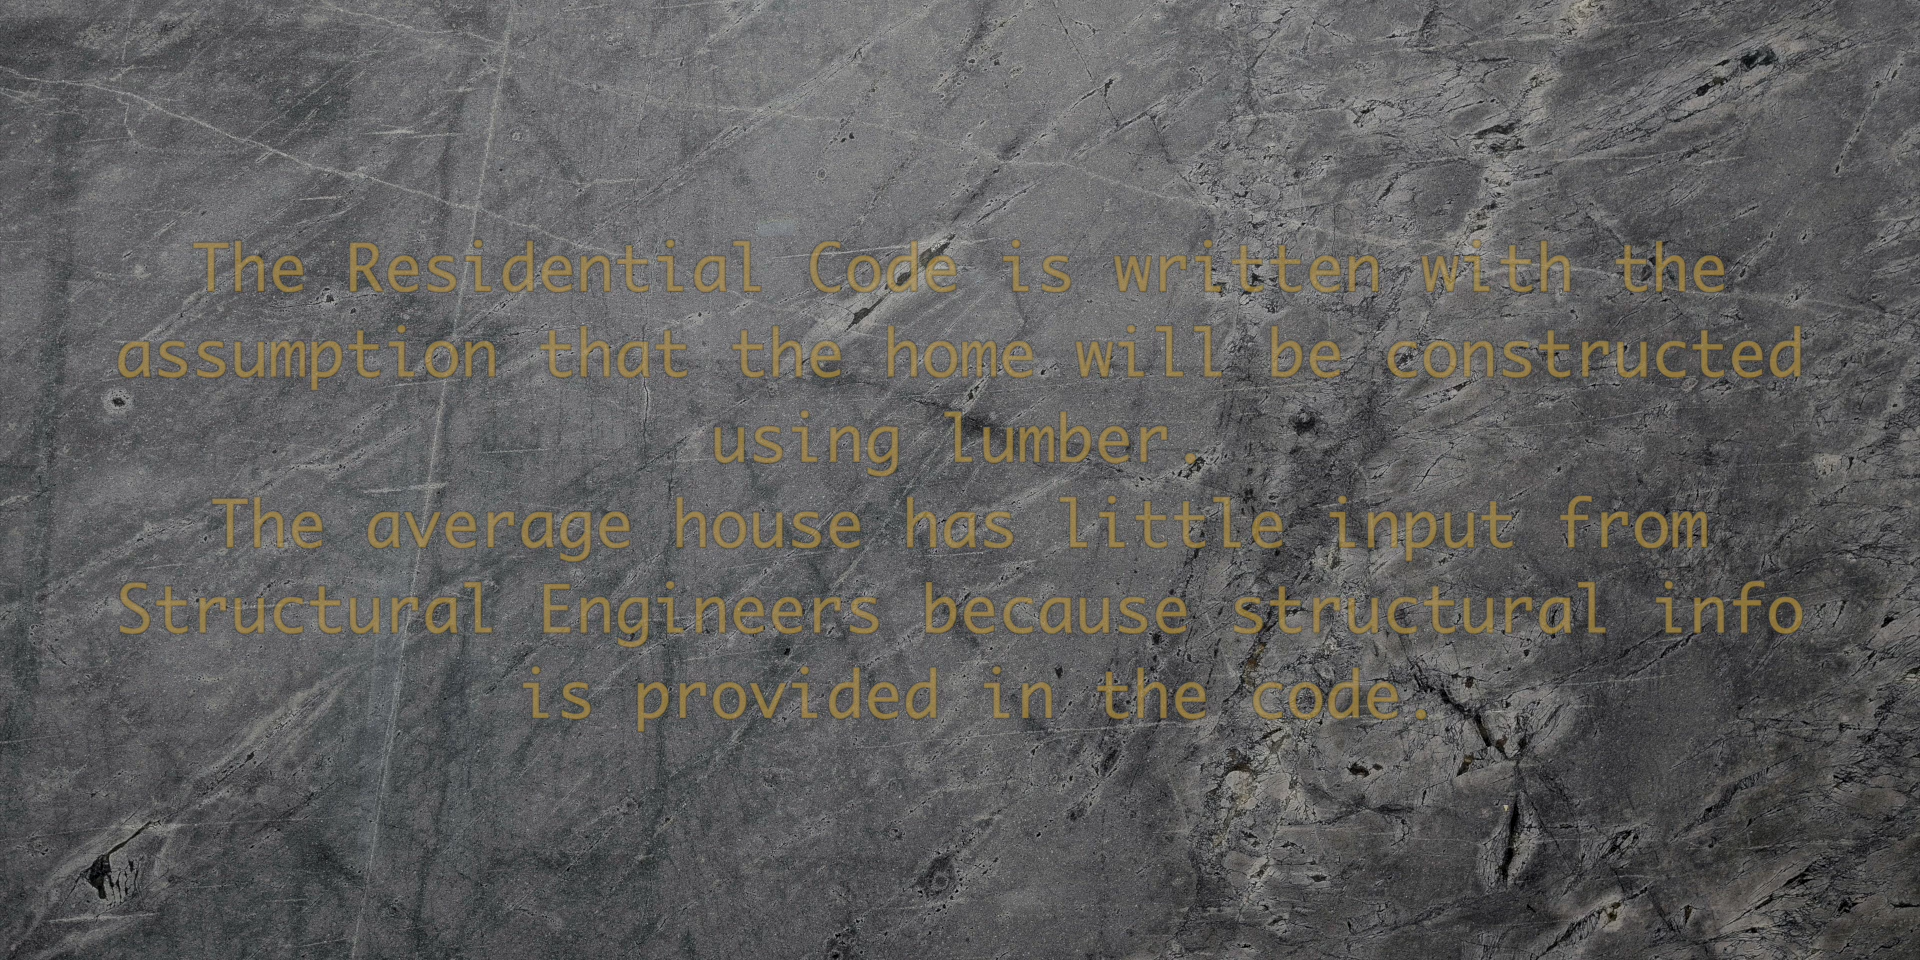 The Residential Code is written with the
assumption that the home will be constructed
using lumber.
The average house has little input from
Structural Engineers because structural info
is provided in the code.